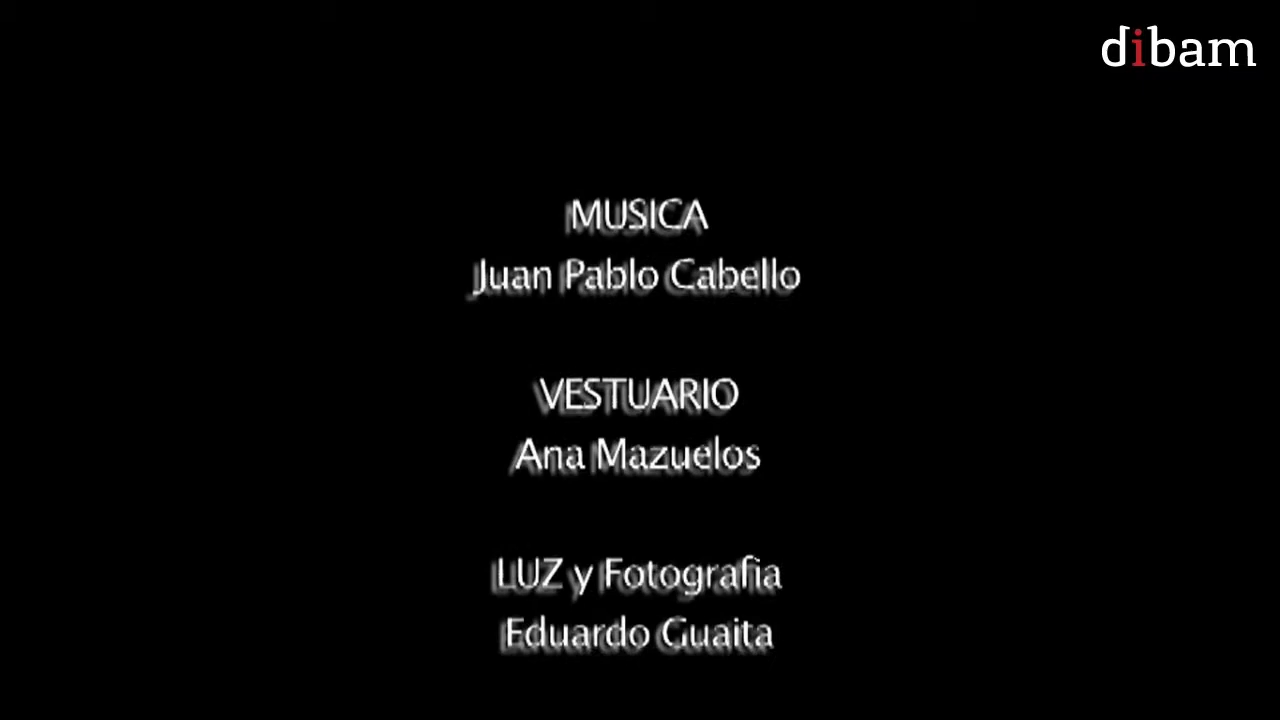 dibam
MUSICA
Juan Pablo Cabello
VESTUARIO
Ana Mazuelos
LUZ y Fotografia
Eduardo Guaita